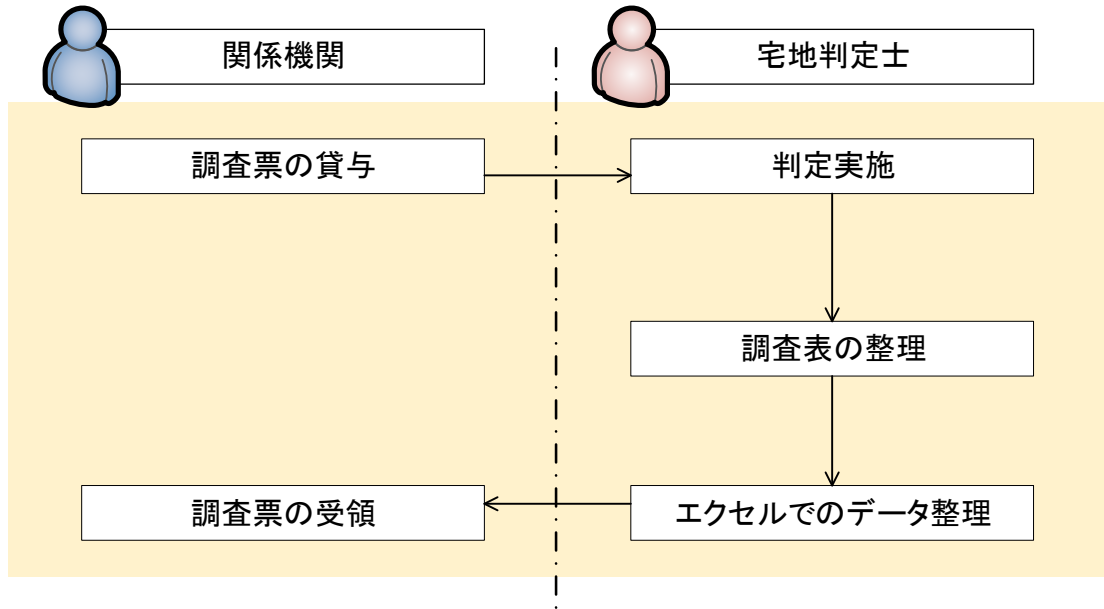 関係機関
宅地判定士
調査票の貸与
判定実施
調査表の整理
調査票の受領
エクセルでのデータ整理